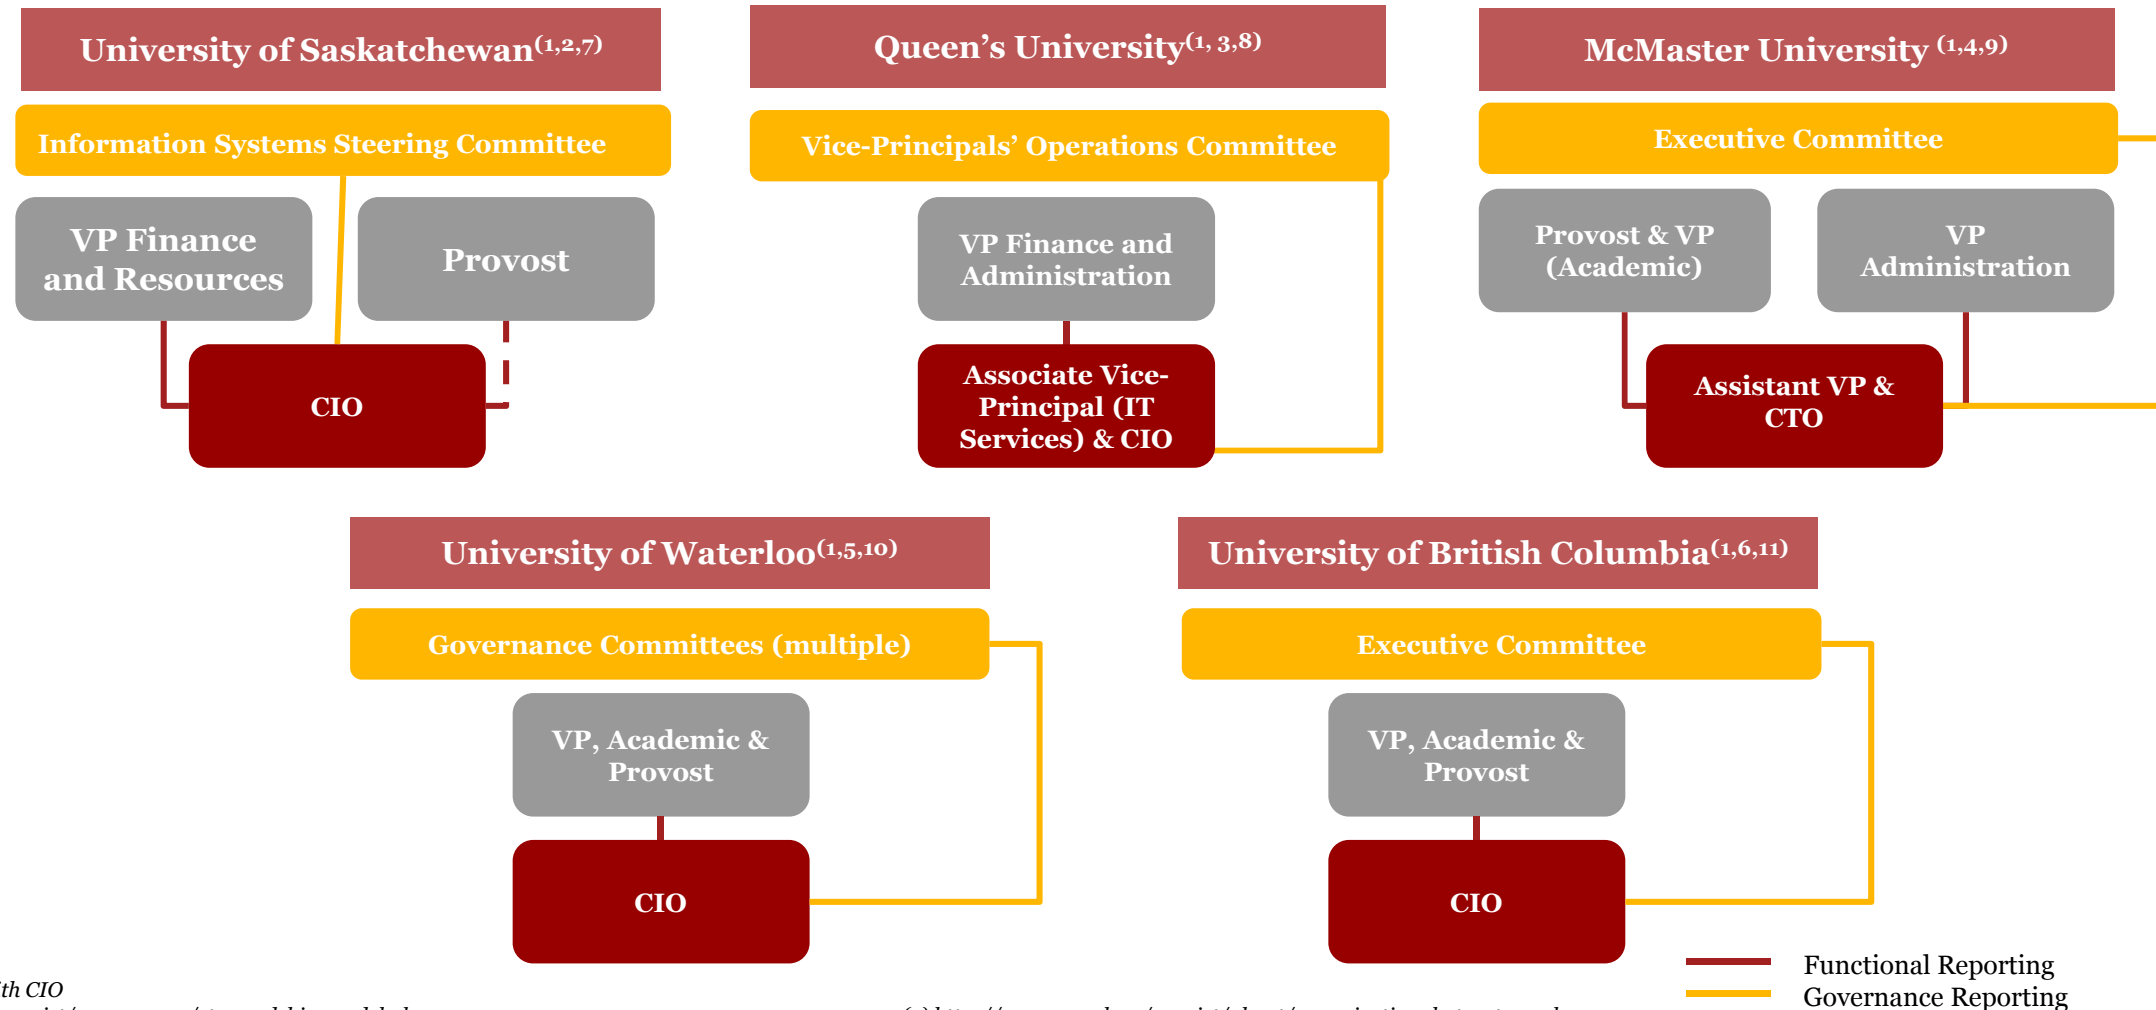 University of Saskatchewan(1,2,7)
Information Systems Steering Committee
VP Finance
and Resources
Provost
CIO
Queen’s University(1, 3,8)
Vice-Principals’ Operations Committee
VP Finance and
Administration
Associate Vice-
Principal (IT
Services) & CIO
McMaster University (1,4,9)
Executive Committee
Provost & VP
(Academic)
VP
Administration
Assistant VP &
CTO
University of Waterloo(1,5,10)
Governance Committees (multiple)
VP, Academic &
Provost
CIO
University of British Columbia(1,6,11)
Executive Committee
VP, Academic &
Provost
CIO
Functional Reporting
Governance Reporting
CIO